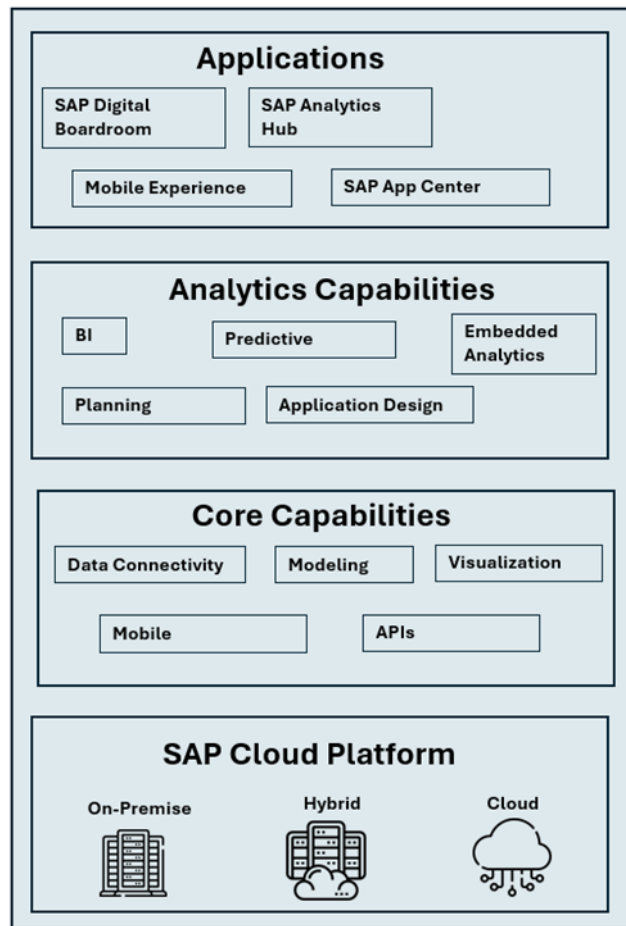 Applications
SAP Digital
Boardroom
SAP Analytics
Hub
Mobile Experience
SAP App Center
Analytics Capabilities
BI
Predictive
Embedded
Analytics
Planning
Application Design
Core Capabilities
Data Connectivity
Modeling
Visualization
Mobile
APIs
SAP Cloud Platform
On-Premise
Hybrid
Cloud